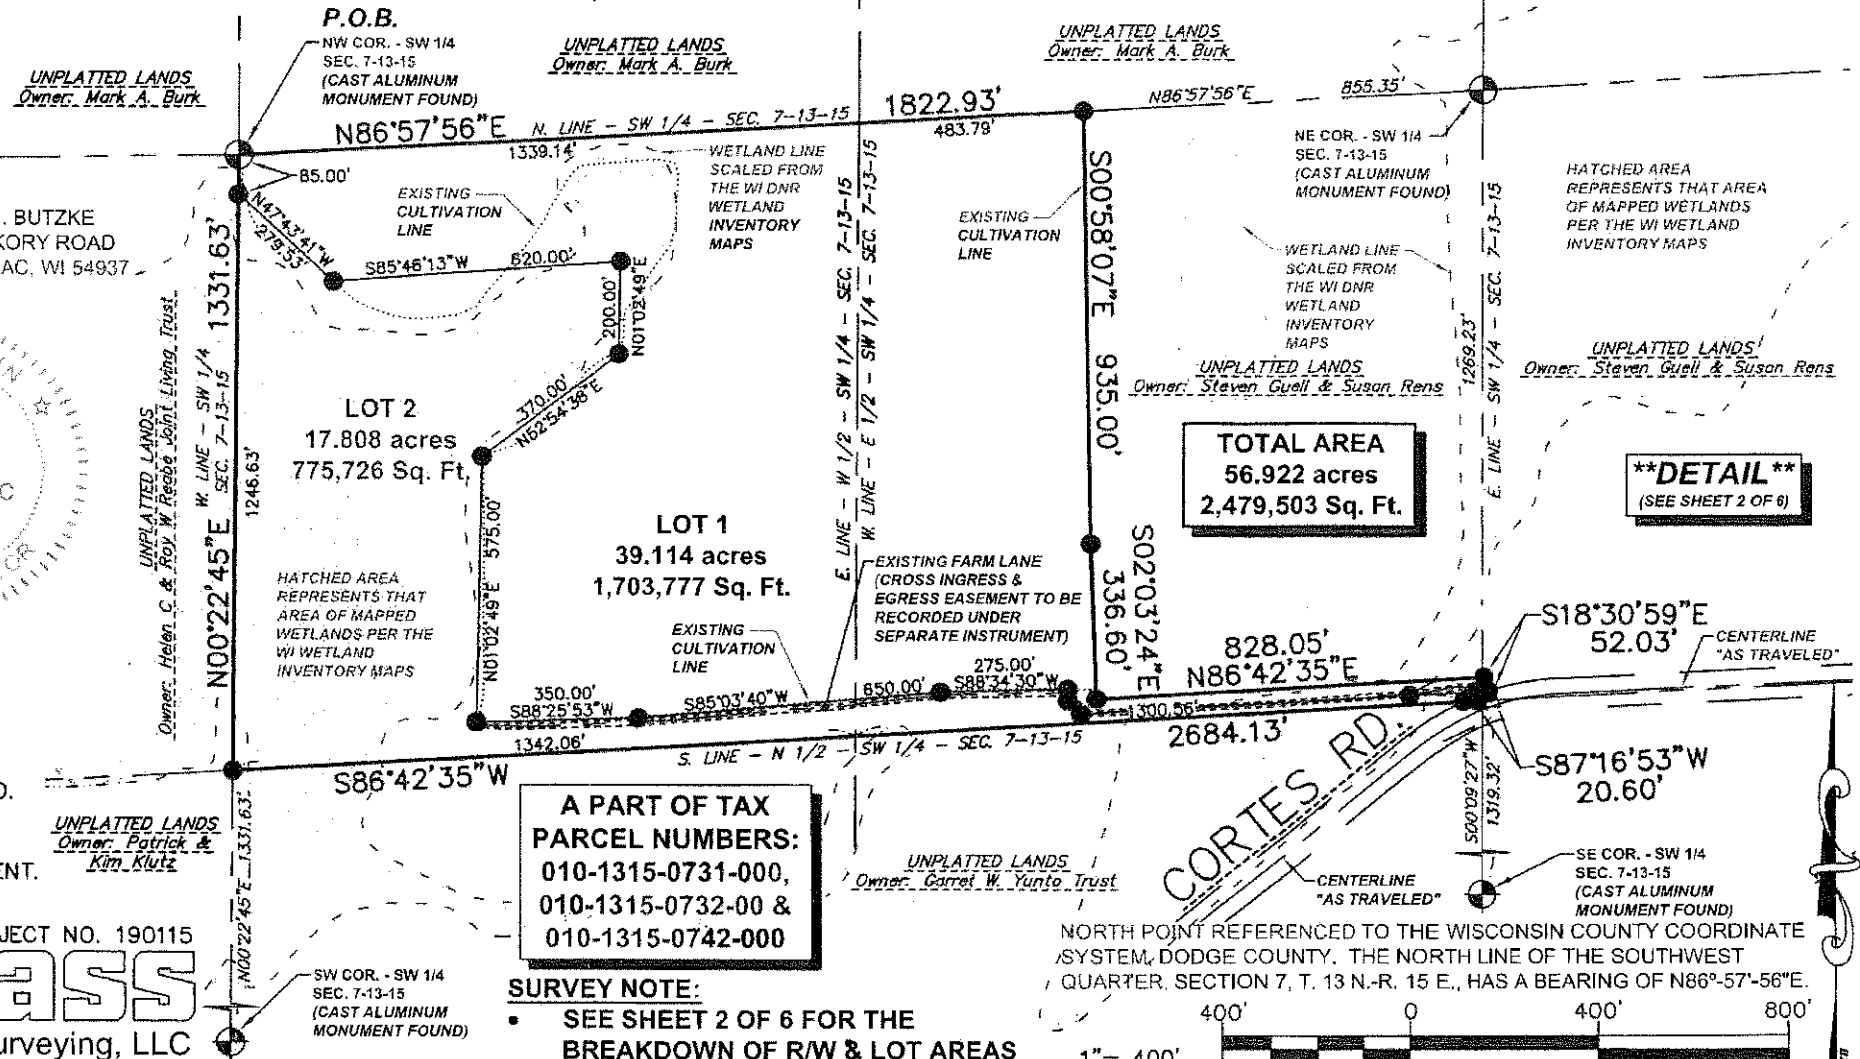 P.O.B.
NW COR. - SW 1/4
SEC. 7-13-15
(CAST ALUMINUM
MONUMENT FOUND)
UNPLATTED LANDS
Owner: Mark A. Burk
UNPLATTED LANDS
Owner: Mark A. Burk
UNPLATTED LANDS
Owner: Mark A. Burk
N86°57'56"E
N. LINE - SW 1/4 - SEC. 7-13-15
1822.93'
1339.14'
483.79'
N86°57'56"E
855.35'
NE COR. - SW 1/4
SEC. 7-13-15
(CAST ALUMINUM
MONUMENT FOUND)
HATCHED AREA
REPRESENTS THAT AREA
OF MAPPED WETLANDS
PER THE WI WETLAND
INVENTORY MAPS
85.00'
N47°43'41"W
279.53'
EXISTING
CULTIVATION
LINE
WETLAND LINE
SCALED FROM
THE WI DNR
WETLAND
INVENTORY
MAPS
EXISTING
CULTIVATION
LINE
WETLAND LINE
SCALED FROM
THE WI DNR
WETLAND
INVENTORY
MAPS
. BUTZKE
KORY ROAD
AC, WI 54937
S85°46'13"W
620.00'
200.00'
N01°02'49"E
370.00'
N52°54'38"E
S00°58'07"E 935.00'
E. LINE - W 1/2 - SW 1/4 - SEC. 7-13-15
W. LINE - E 1/2 - SW 1/4 - SEC. 7-13-15
1269.23'
E. LINE - SW 1/4 - SEC. 7-13-15
UNPLATTED LANDS
Owner: Steven Guell & Susan Rens
UNPLATTED LANDS
Owner: Steven Guell & Susan Rens
N00°22'45"E
W. LINE - SW 1/4
SEC. 7-13-15
1331.63'
1246.63'
UNPLATTED LANDS
Owner: Helen C & Roy W Raabe Joint Living Trust
LOT 2
17.808 acres
775,726 Sq. Ft.
TOTAL AREA
56.922 acres
2,479,503 Sq. Ft.
**DETAIL**
(SEE SHEET 2 OF 6)
LOT 1
39.114 acres
1,703,777 Sq. Ft.
N01°02'49"E 575.00'
HATCHED AREA
REPRESENTS THAT
AREA OF MAPPED
WETLANDS PER THE
WI WETLAND
INVENTORY MAPS
EXISTING
CULTIVATION
LINE
EXISTING FARM LANE
(CROSS INGRESS &
EGRESS EASEMENT TO BE
RECORDED UNDER
SEPARATE INSTRUMENT)
S02°03'24"E
336.60'
828.05'
N86°42'35"E
S18°30'59"E
52.03'
CENTERLINE
"AS TRAVELED"
350.00'
S88°25'53"W
S85°03'40"W
650.00'
275.00'
S88°34'30"W
1342.06'
S. LINE - N 1/2 - SW 1/4 - SEC. 7-13-15
1300.56'
2684.13'
S86°42'35"W
S87°16'53"W
20.60'
S00°09'27"W
1319.32'
CORTES RD.
CENTERLINE
"AS TRAVELED"
SE COR. - SW 1/4
SEC. 7-13-15
(CAST ALUMINUM
MONUMENT FOUND)
UNPLATTED LANDS
Owner: Patrick &
Kim Klutz
ENT.
N00°22'45"E 1331.63'
A PART OF TAX
PARCEL NUMBERS:
010-1315-0731-000,
010-1315-0732-00 &
010-1315-0742-000
UNPLATTED LANDS
Owner: Garret W. Yunto Trust
NORTH POINT REFERENCED TO THE WISCONSIN COUNTY COORDINATE
SYSTEM, DODGE COUNTY. THE NORTH LINE OF THE SOUTHWEST
QUARTER, SECTION 7, T. 13 N.-R. 15 E., HAS A BEARING OF N86°-57'-56"E.
JECT NO. 190115
ass
urveying, LLC
SW COR. - SW 1/4
SEC. 7-13-15
(CAST ALUMINUM
MONUMENT FOUND)
SURVEY NOTE:
• SEE SHEET 2 OF 6 FOR THE
BREAKDOWN OF R/W & LOT AREAS
400' 0 400' 800'
1"= 400'